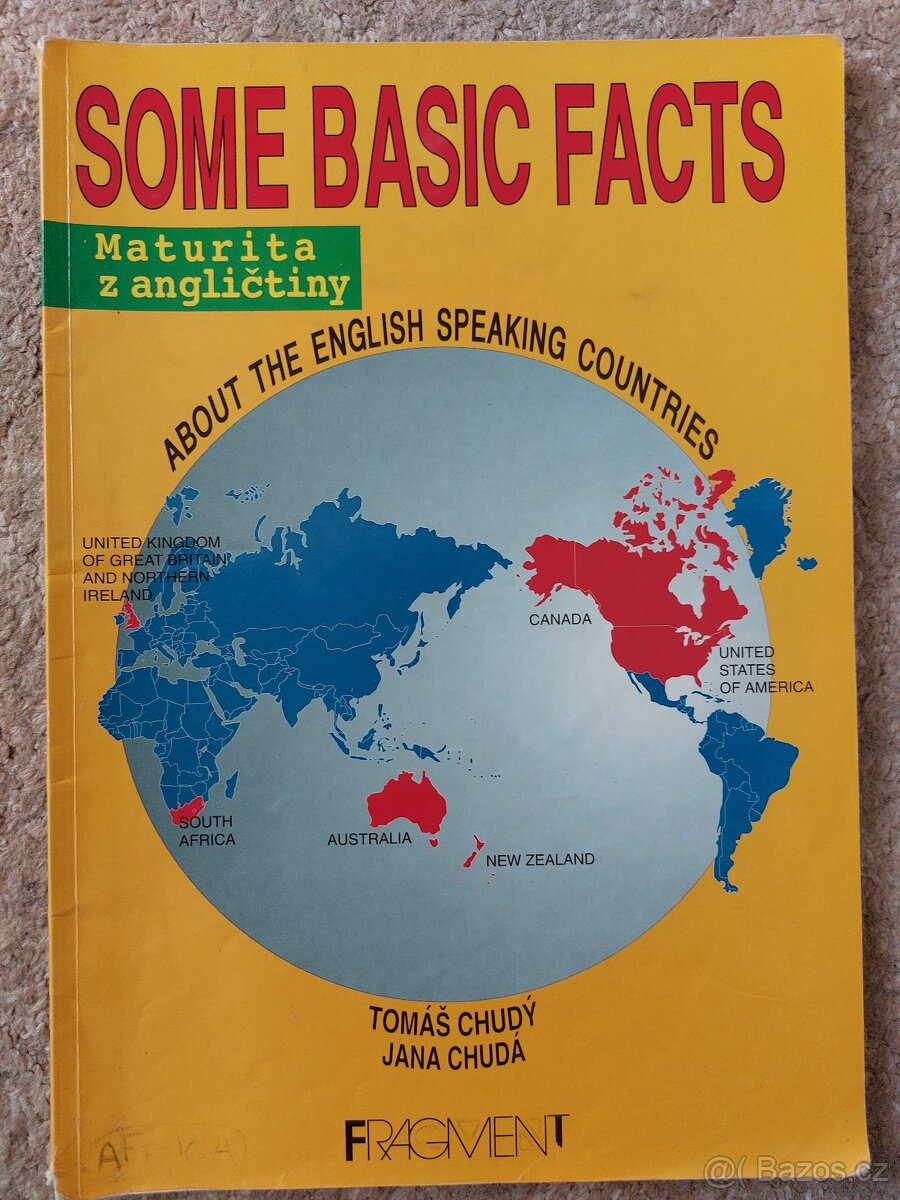 SOME BASIC FACTS
Maturita
z angličtiny
ABOUT THE ENGLISH SPEAKING COUNTRIES
UNITED KINGDOM
OF GREAT BRITAIN
AND NORTHERN
IRELAND
CANADA
UNITED
STATES
OF AMERICA
SOUTH
AFRICA
AUSTRALIA
NEW ZEALAND
TOMÁŠ CHUDÝ
JANA CHUDÁ
FRAGMENT
AFRICA)
@( Bazos.cz